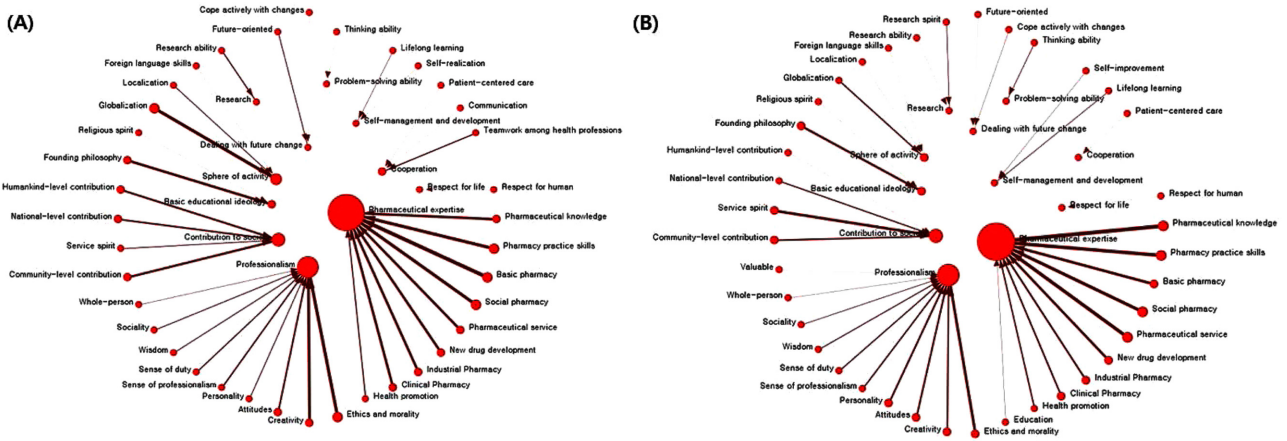 (A)
Cope actively with changes
Future-oriented
Thinking ability
Research ability
Lifelong learning
Foreign language skills
Self-realization
Localization
Problem-solving ability
Patient-centered care
Globalization
Research
Communication
Self-management and development
Religious spirit
Teamwork among health professions
Dealing with future change
Founding philosophy
Cooperation
Sphere of activity
Humankind-level contribution
Respect for life
Respect for human
Basic educational ideology
Pharmaceutical expertise
National-level contribution
Pharmaceutical knowledge
Contribution to society
Service spirit
Pharmacy practice skills
Professionalism
Community-level contribution
Basic pharmacy
Whole-person
Social pharmacy
Sociality
Pharmaceutical service
Wisdom
New drug development
Sense of duty
Industrial Pharmacy
Sense of professionalism
Clinical Pharmacy
Personality
Health promotion
Attitudes
Creativity
Ethics and morality
(B)
Future-oriented
Research spirit
Cope actively with changes
Research ability
Thinking ability
Foreign language skills
Localization
Self-improvement
Globalization
Lifelong learning
Religious spirit
Problem-solving ability
Research
Patient-centered care
Founding philosophy
Dealing with future change
Humankind-level contribution
Sphere of activity
Cooperation
National-level contribution
Self-management and development
Basic educational ideology
Respect for human
Service spirit
Respect for life
Pharmaceutical knowledge
Community-level contribution
Contribution to society
Pharmaceutical expertise
Pharmacy practice skills
Valuable
Professionalism
Basic pharmacy
Whole-person
Social pharmacy
Sociality
Pharmaceutical service
Wisdom
New drug development
Sense of duty
Industrial Pharmacy
Sense of professionalism
Clinical Pharmacy
Personality
Health promotion
Attitudes
Education
Creativity
Ethics and morality